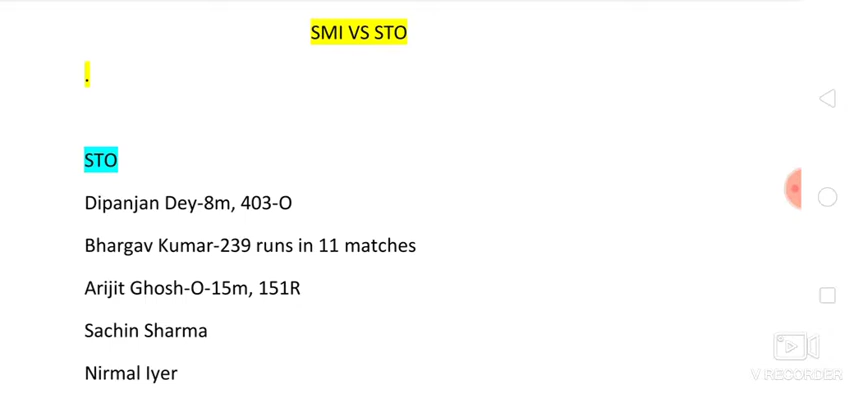 SMI VS STO
.
STO
Dipanjan Dey-8m, 403-O
Bhargav Kumar-239 runs in 11 matches
Arijit Ghosh-O-15m, 151R
Sachin Sharma
Nirmal Iyer
V RECORDER